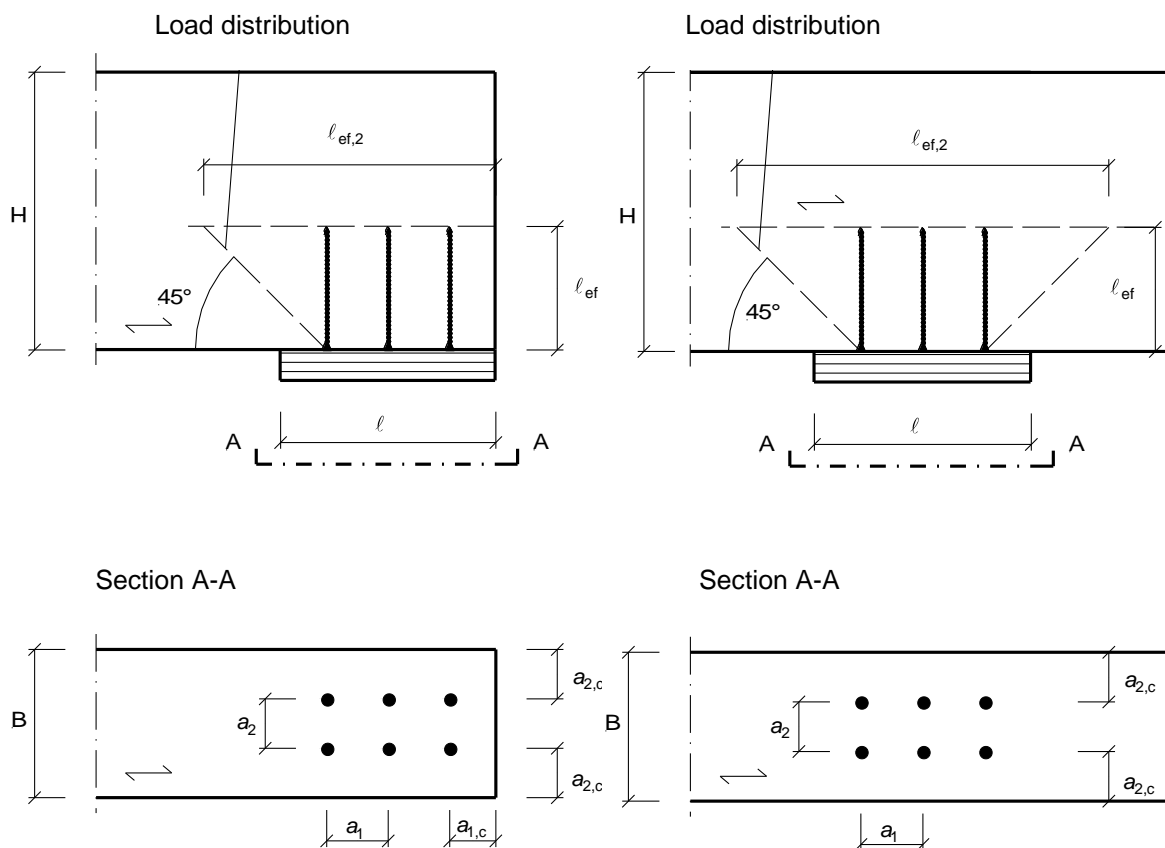 Load distribution
Load distribution
ℓef,2
ℓef,2
H
H
45°
ℓef
45°
ℓef
A ℓ A
A ℓ A
Section A-A
Section A-A
B
a2
a2,c
a2,c
a1
a1,c
B
a2
a2,c
a2,c
a1